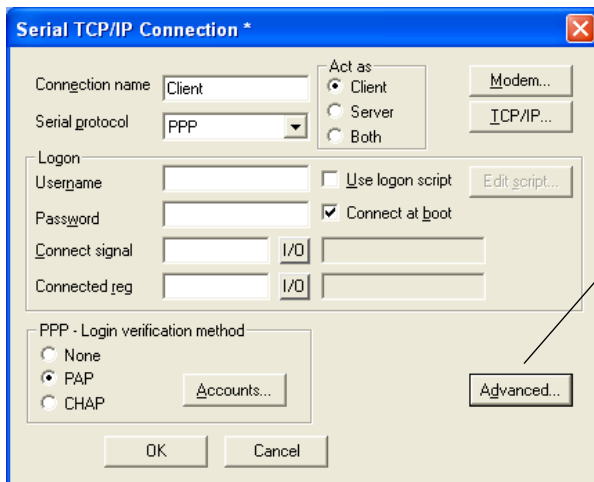 Serial TCP/IP Connection *
Connection name
Client
Serial protocol
PPP
Act as
Client
Server
Both
Modem...
TCP/IP...
Logon
Username
Use logon script
Edit script...
Password
Connect at boot
Connect signal
I/O
Connected reg
I/O
PPP - Login verification method
None
PAP
CHAP
Accounts...
Advanced...
OK
Cancel